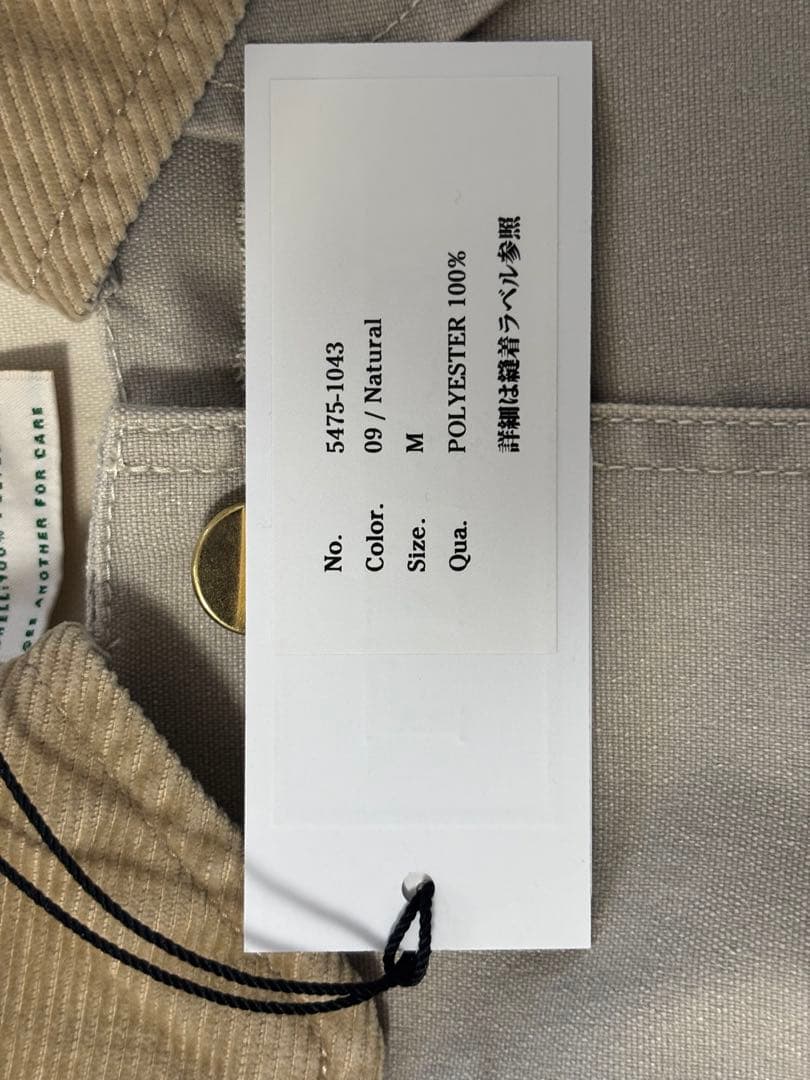 No. 5475-1043
Color. 09 / Natural
Size. M
Qua. POLYESTER 100%
詳細は縫着ラベル参照
ANOTHER FOR CARE